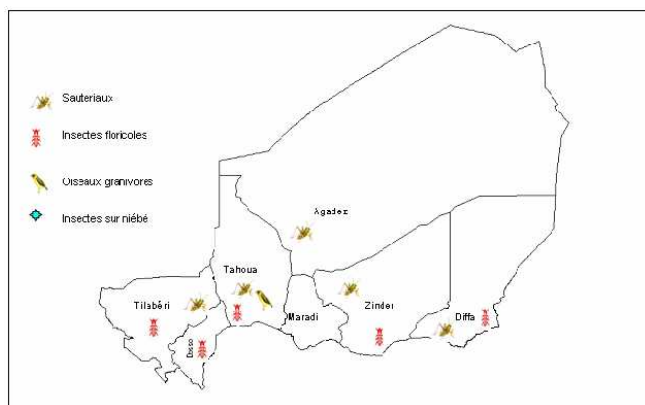 Sauteriaux
Insectes floricoles
Oiseaux granivores
Insectes sur niébé
Agadez
Tahoua
Tillabéri
Dosso
Maradi
Zinder
Diffa